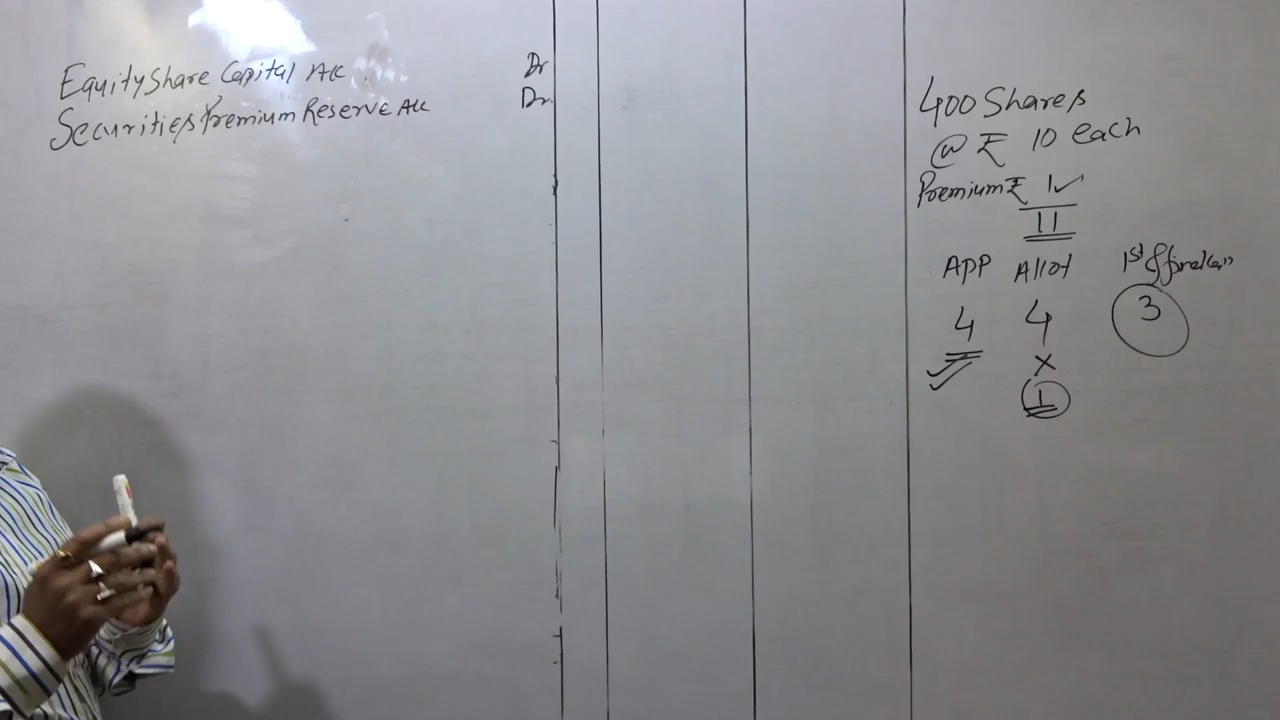 Equity Share Capital A/c Dr
Securities Premium Reserve A/c Dr.
400 Shares
@ ₹ 10 each
Premium ₹ 1 ✓
11
APP Allot 1st & final Call
4 4 3
X
1